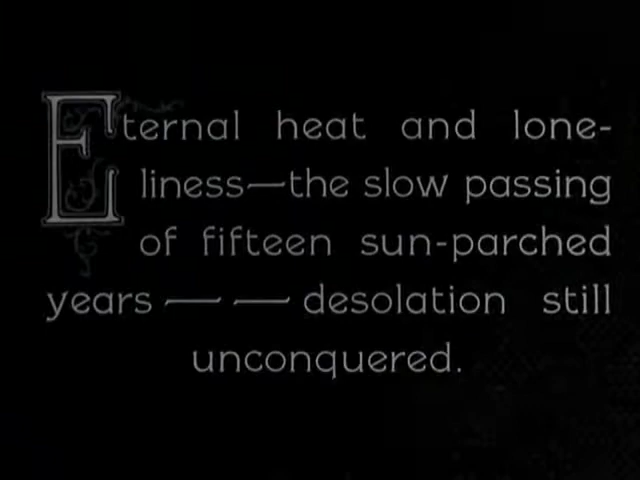 Eternal heat and lone-
liness—the slow passing
of fifteen sun-parched
years — — desolation still
unconquered.